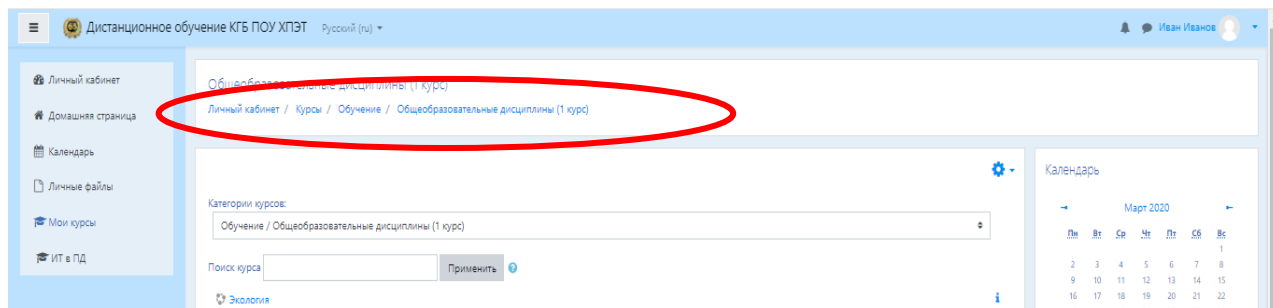 Дистанционное обучение КГБ ПОУ ХПЭТ Русский (ru)
Иван Иванов
Личный кабинет
Домашняя страница
Календарь
Личные файлы
Мои курсы
ИТ в ПД
Общеобразовательные дисциплины (1 курс)
Личный кабинет / Курсы / Обучение / Общеобразовательные дисциплины (1 курс)
Категории курсов:
Обучение / Общеобразовательные дисциплины (1 курс)
Поиск курса Применить
Экология
Календарь
Март 2020
Пн Вт Ср Чт Пт Сб Вс
1
2 3 4 5 6 7 8
9 10 11 12 13 14 15
16 17 18 19 20 21 22